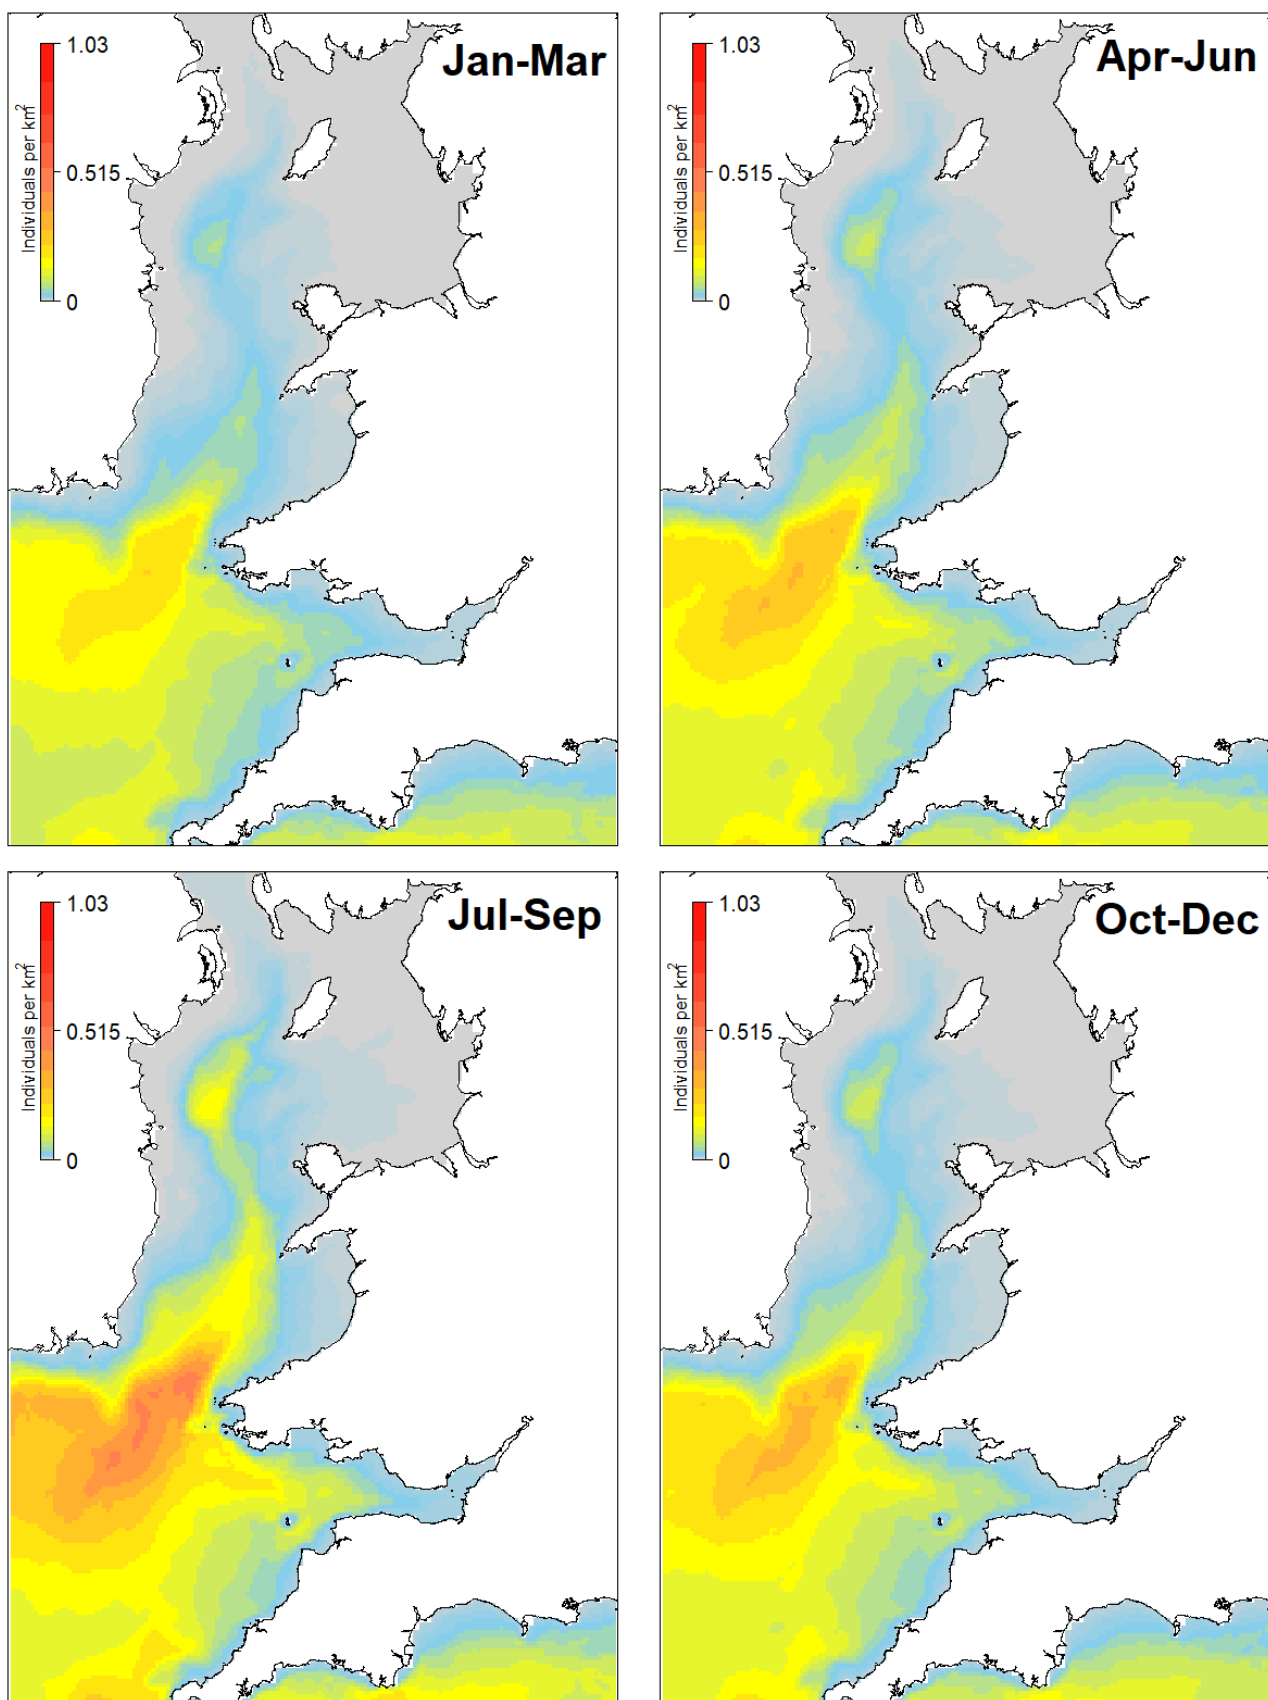 Jan-Mar
1.03
0.515
0
Individuals per km2
Apr-Jun
1.03
0.515
0
Individuals per km2
Jul-Sep
1.03
0.515
0
Individuals per km2
Oct-Dec
1.03
0.515
0
Individuals per km2